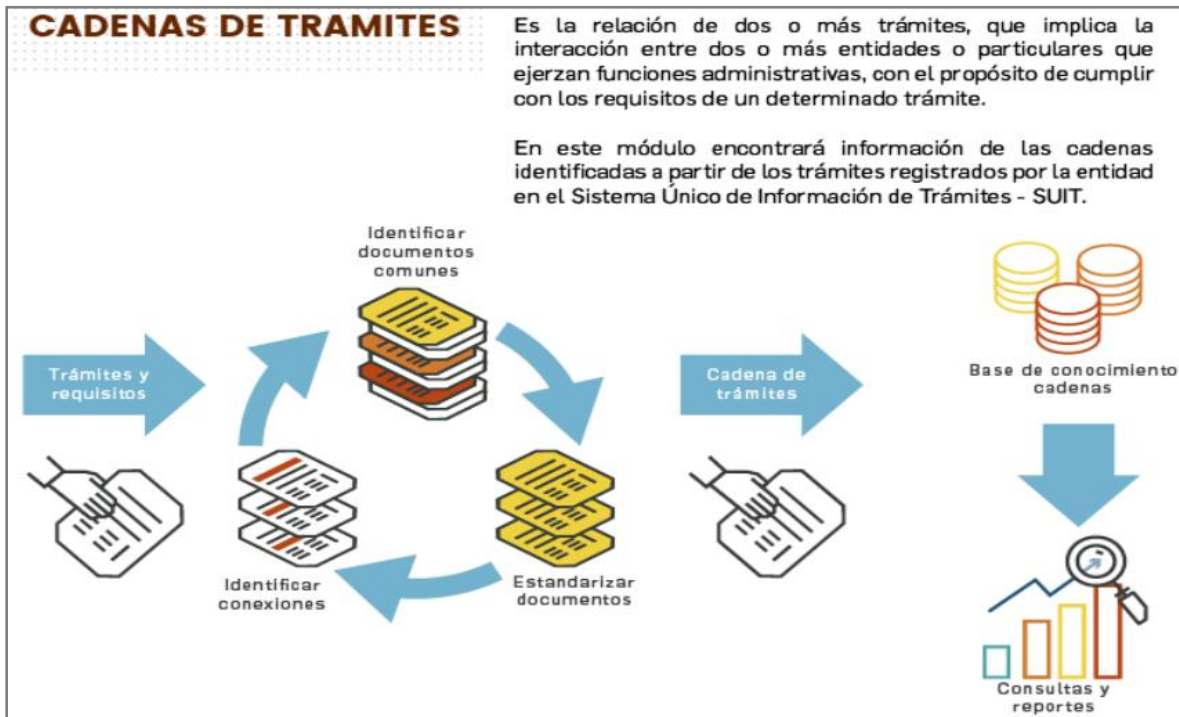 CADENAS DE TRAMITES
Es la relación de dos o más trámites, que implica la
interacción entre dos o más entidades o particulares que
ejerzan funciones administrativas, con el propósito de cumplir
con los requisitos de un determinado trámite.
En este módulo encontrará información de las cadenas
identificadas a partir de los trámites registrados por la entidad
en el Sistema Único de Información de Trámites - SUIT.
Identificar
documentos
comunes
Trámites y
requisitos
Cadena de
trámites
Base de conocimiento
cadenas
Identificar
conexiones
Estandarizar
documentos
Consultas y
reportes